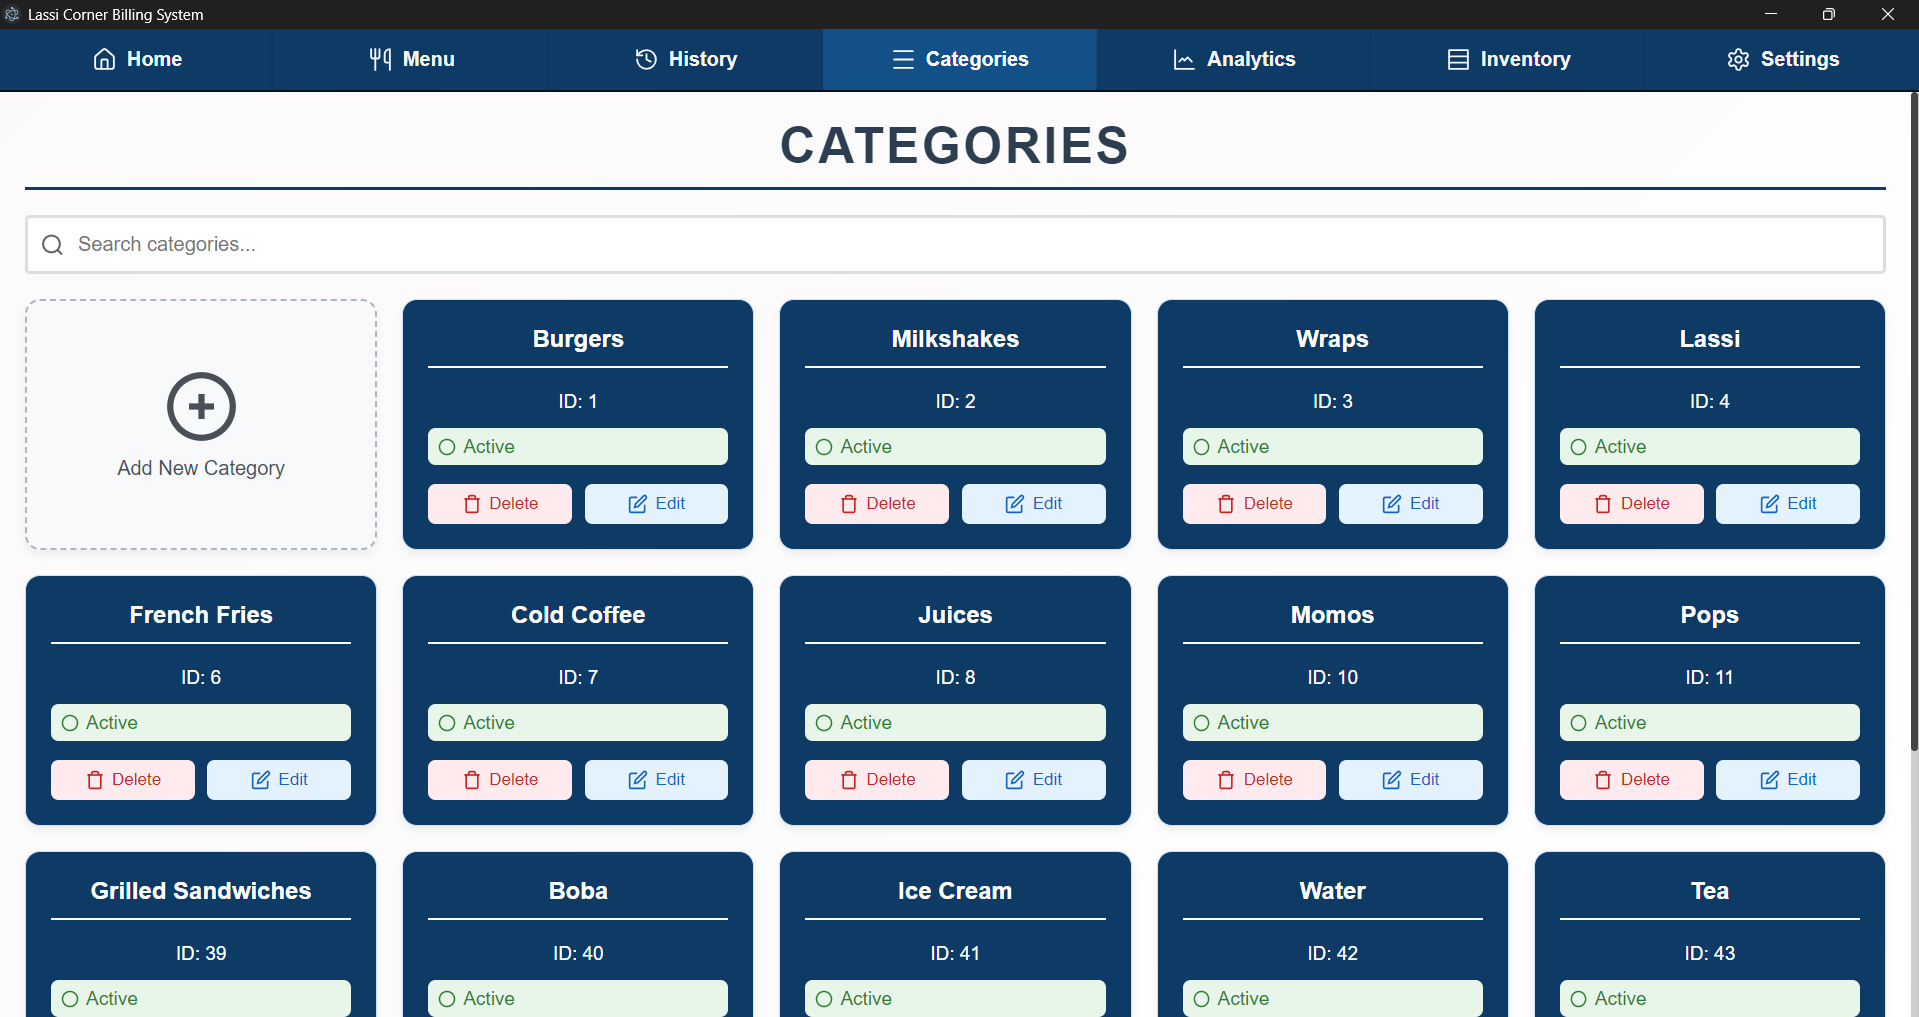 Lassi Corner Billing System
Home Menu History Categories Analytics Inventory Settings
CATEGORIES
Search categories...
Add New Category
Burgers
ID: 1
Active
Delete Edit
Milkshakes
ID: 2
Active
Delete Edit
Wraps
ID: 3
Active
Delete Edit
Lassi
ID: 4
Active
Delete Edit
French Fries
ID: 6
Active
Delete Edit
Cold Coffee
ID: 7
Active
Delete Edit
Juices
ID: 8
Active
Delete Edit
Momos
ID: 10
Active
Delete Edit
Pops
ID: 11
Active
Delete Edit
Grilled Sandwiches
ID: 39
Active
Boba
ID: 40
Active
Ice Cream
ID: 41
Active
Water
ID: 42
Active
Tea
ID: 43
Active